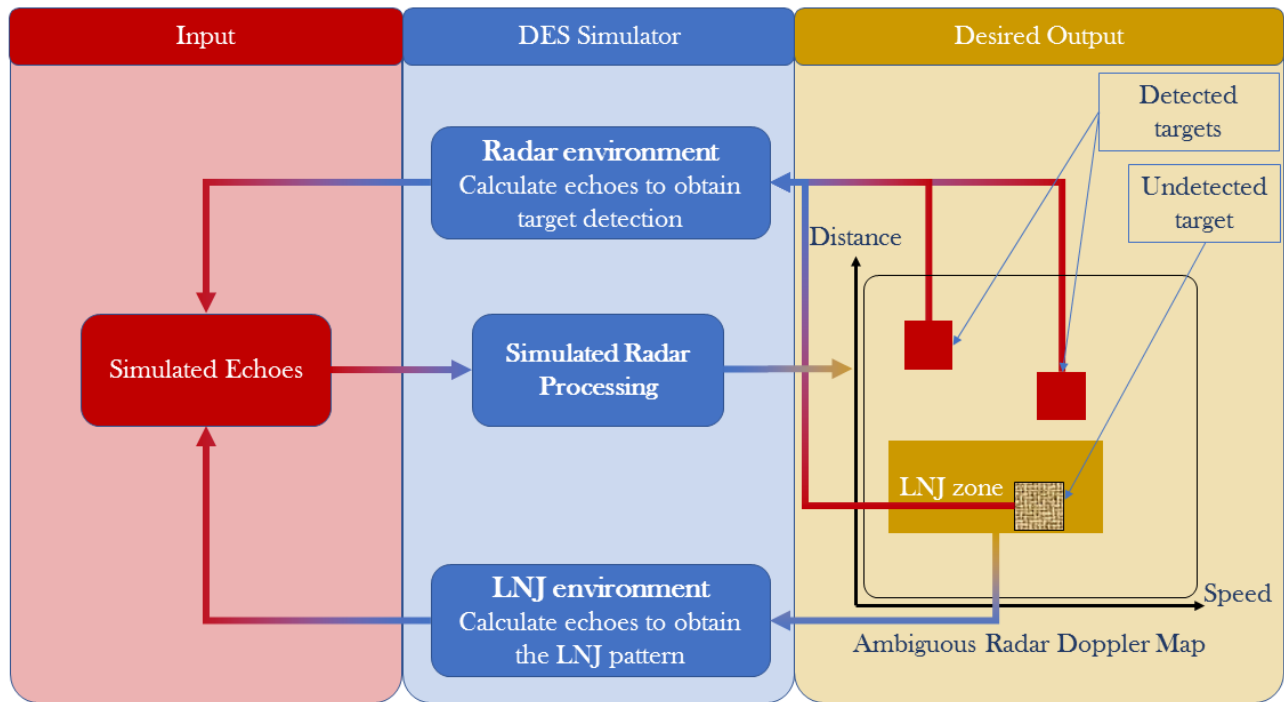 Input
DES Simulator
Desired Output
Radar environment
Calculate echoes to obtain
target detection
Detected
targets
Undetected
target
Distance
Simulated Echoes
Simulated Radar
Processing
LNJ zone
LNJ environment
Calculate echoes to obtain
the LNJ pattern
Speed
Ambiguous Radar Doppler Map